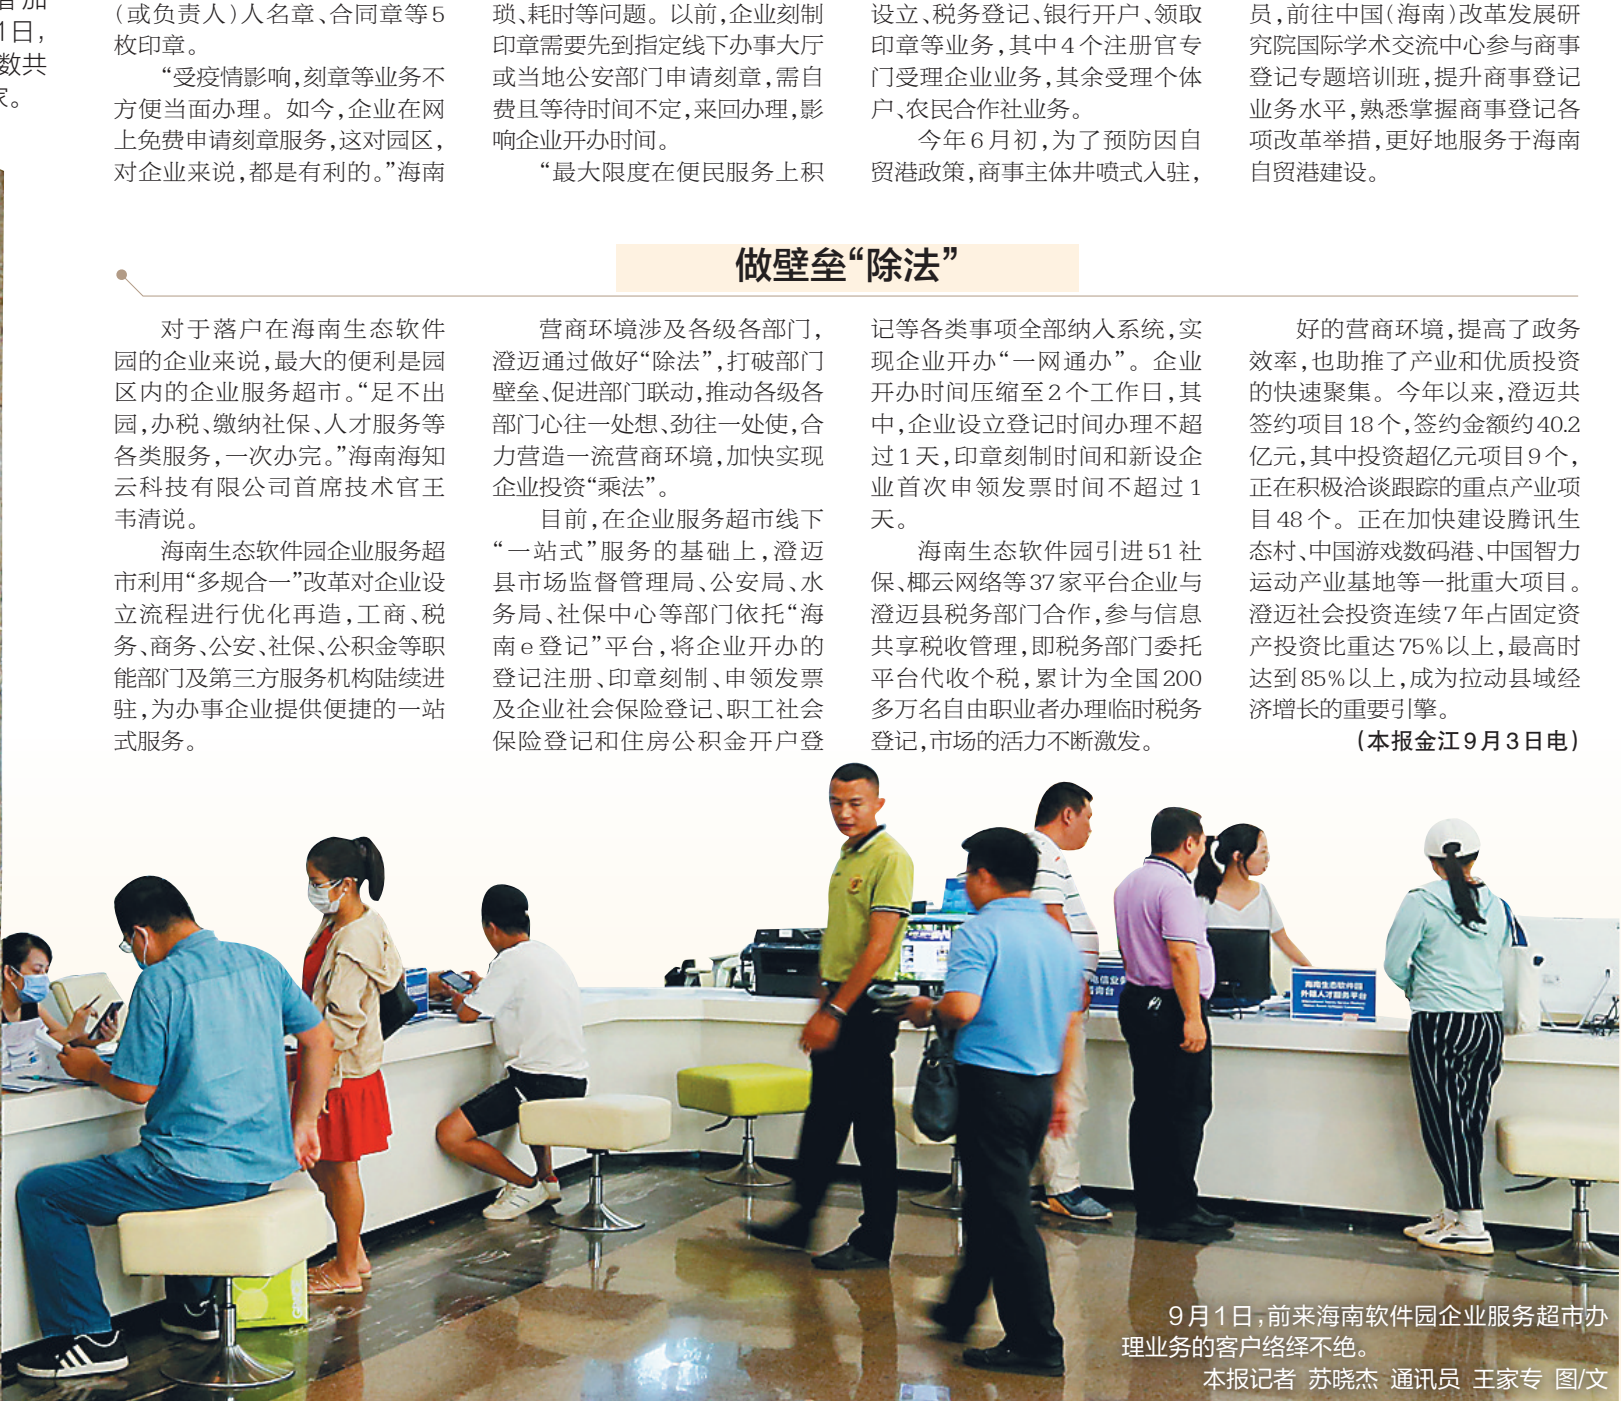 1日,
数共
家。
(或负责人)人名章、合同章等5
枚印章。
“受疫情影响,刻章等业务不
方便当面办理。如今,企业在网
上免费申请刻章服务,这对园区,
对企业来说,都是有利的。”海南
琐、耗时等问题。以前,企业刻制
印章需要先到指定线下办事大厅
或当地公安部门申请刻章,需自
费且等待时间不定,来回办理,影
响企业开办时间。
“最大限度在便民服务上积
设立、税务登记、银行开户、领取
印章等业务,其中4个注册官专
门受理企业业务,其余受理个体
户、农民合作社业务。
今年6月初,为了预防因自
贸港政策,商事主体井喷式入驻,
员,前往中国(海南)改革发展研
究院国际学术交流中心参与商事
登记专题培训班,提升商事登记
业务水平,熟悉掌握商事登记各
项改革举措,更好地服务于海南
自贸港建设。
做壁垒“除法”
对于落户在海南生态软件
园的企业来说,最大的便利是园
区内的企业服务超市。“足不出
园,办税、缴纳社保、人才服务等
各类服务,一次办完。”海南海知
云科技有限公司首席技术官王
韦清说。
海南生态软件园企业服务超
市利用“多规合一”改革对企业设
立流程进行优化再造,工商、税
务、商务、公安、社保、公积金等职
能部门及第三方服务机构陆续进
驻,为办事企业提供便捷的一站
式服务。
营商环境涉及各级各部门,
澄迈通过做好“除法”,打破部门
壁垒、促进部门联动,推动各级各
部门心往一处想、劲往一处使,合
力营造一流营商环境,加快实现
企业投资“乘法”。
目前,在企业服务超市线下
“一站式”服务的基础上,澄迈
县市场监督管理局、公安局、水
务局、社保中心等部门依托“海
南e登记”平台,将企业开办的
登记注册、印章刻制、申领发票
及企业社会保险登记、职工社会
保险登记和住房公积金开户登
记等各类事项全部纳入系统,实
现企业开办“一网通办”。企业
开办时间压缩至2个工作日,其
中,企业设立登记时间办理不超
过1天,印章刻制时间和新设企
业首次申领发票时间不超过1
天。
海南生态软件园引进51社
保、椰云网络等37家平台企业与
澄迈县税务部门合作,参与信息
共享税收管理,即税务部门委托
平台代收个税,累计为全国200
多万名自由职业者办理临时税务
登记,市场的活力不断激发。
好的营商环境,提高了政务
效率,也助推了产业和优质投资
的快速聚集。今年以来,澄迈共
签约项目18个,签约金额约40.2
亿元,其中投资超亿元项目9个,
正在积极洽谈跟踪的重点产业项
目48个。正在加快建设腾讯生
态村、中国游戏数码港、中国智力
运动产业基地等一批重大项目。
澄迈社会投资连续7年占固定资
产投资比重达75%以上,最高时
达到85%以上,成为拉动县域经
济增长的重要引擎。
(本报金江9月3日电)
电信业务
询台
海南生态软件园
外籍人才服务平台
9月1日,前来海南软件园企业服务超市办
理业务的客户络绎不绝。
本报记者 苏晓杰 通讯员 王家专 图/文